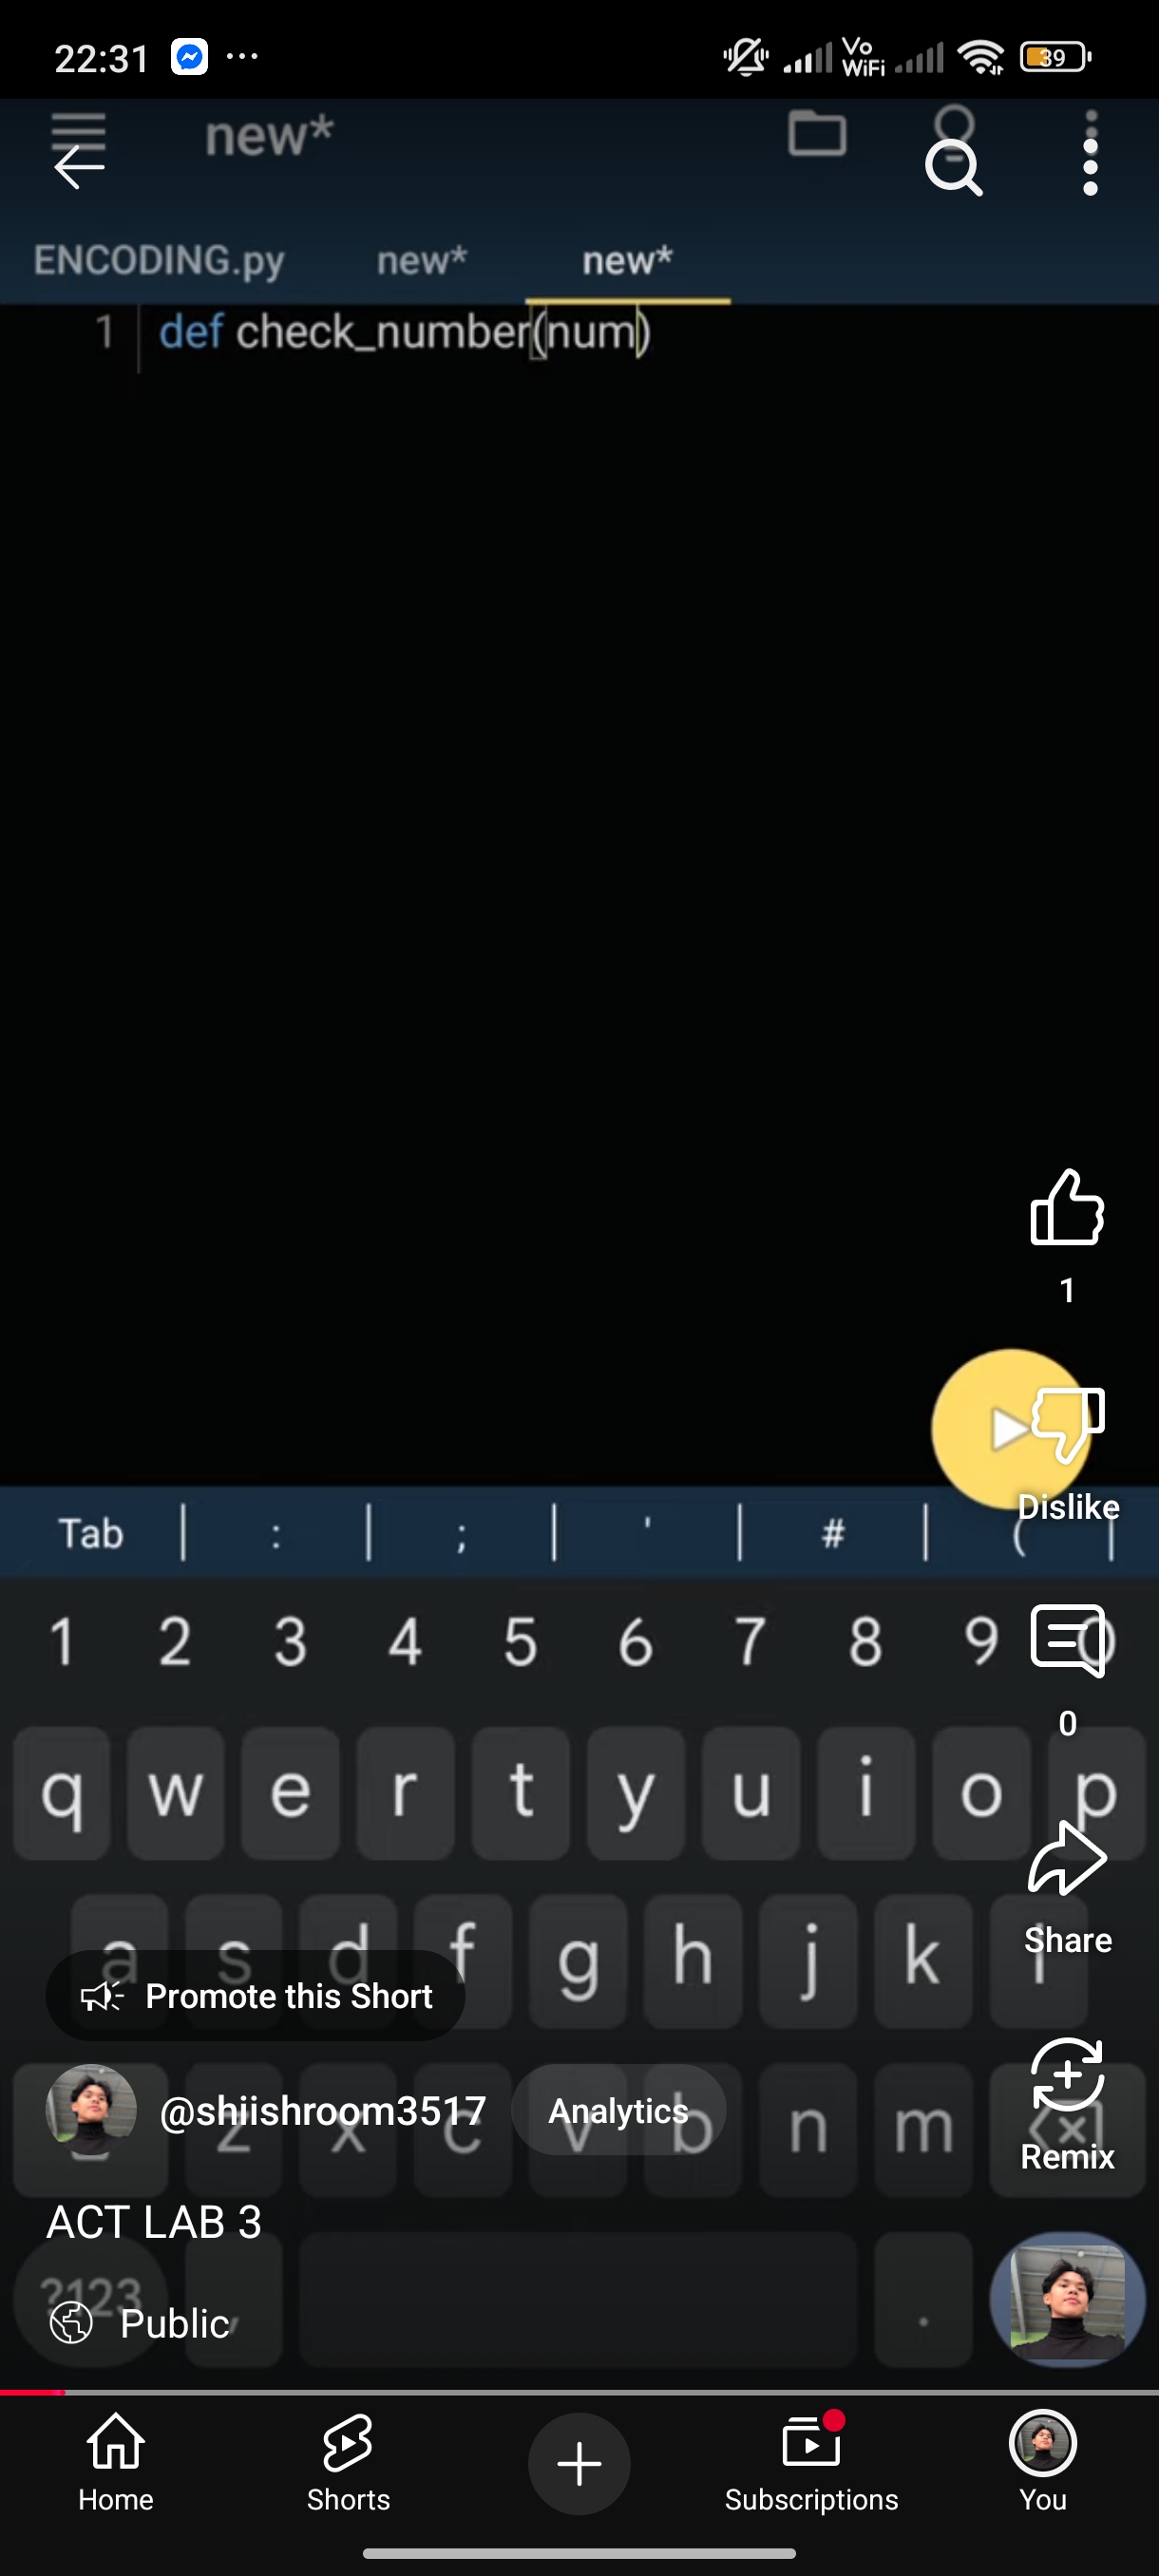 22:31
Vo
WiFi
39
new*
ENCODING.py new* new*
1 def check_number(num)
1
Dislike
Tab | : | ; | ' | # | ( |
1 2 3 4 5 6 7 8 9 0
0
q w e r t y u i o p
a s d f g h j k l
Share
Promote this Short
@shiishroom3517 Analytics
z x c v b n m
Remix
ACT LAB 3
?123 , .
Public
Home Shorts Subscriptions You